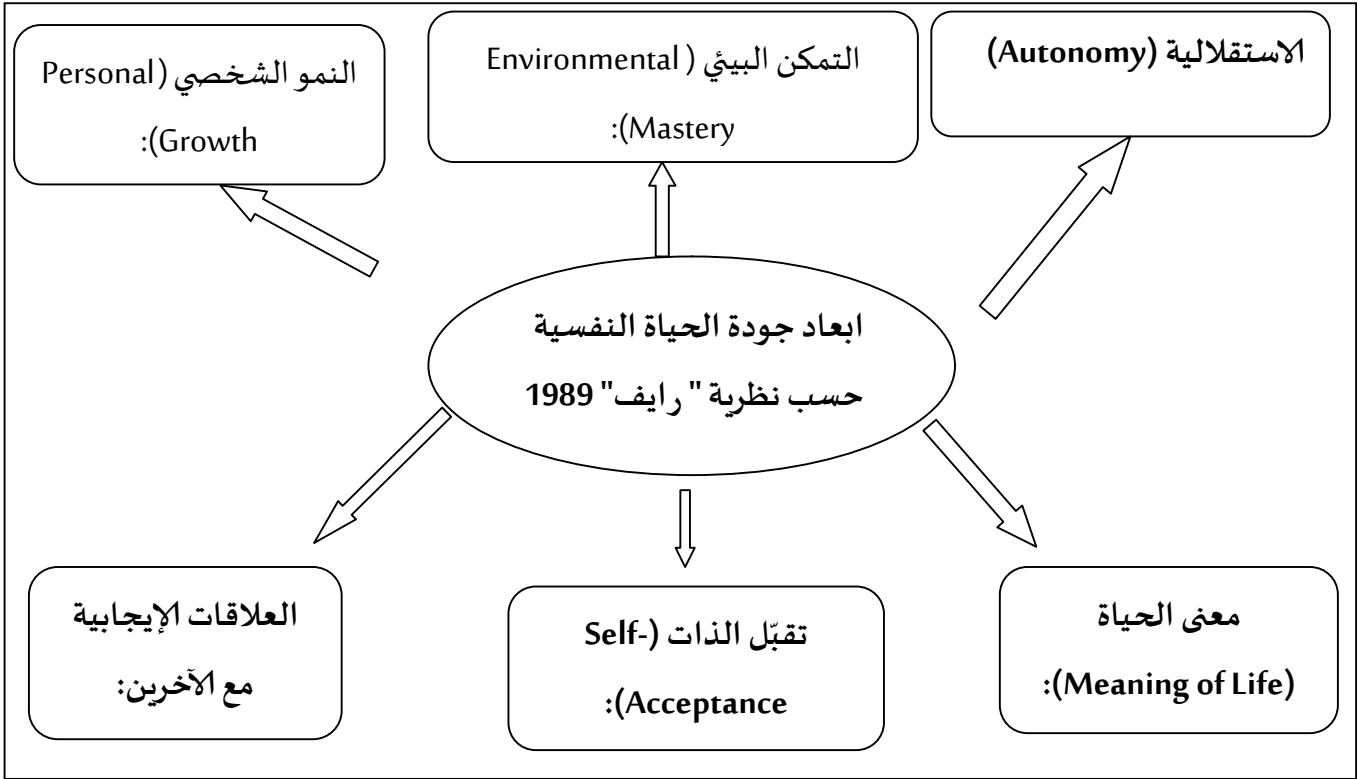 الاستقلالية (Autonomy)
التمكن البيئي (Environmental
Mastery):
النمو الشخصي (Personal
Growth):
ابعاد جودة الحياة النفسية
حسب نظرية " رايف" 1989
معنى الحياة
(Meaning of Life):
تقبّل الذات (Self-
Acceptance):
العلاقات الإيجابية
مع الآخرين: